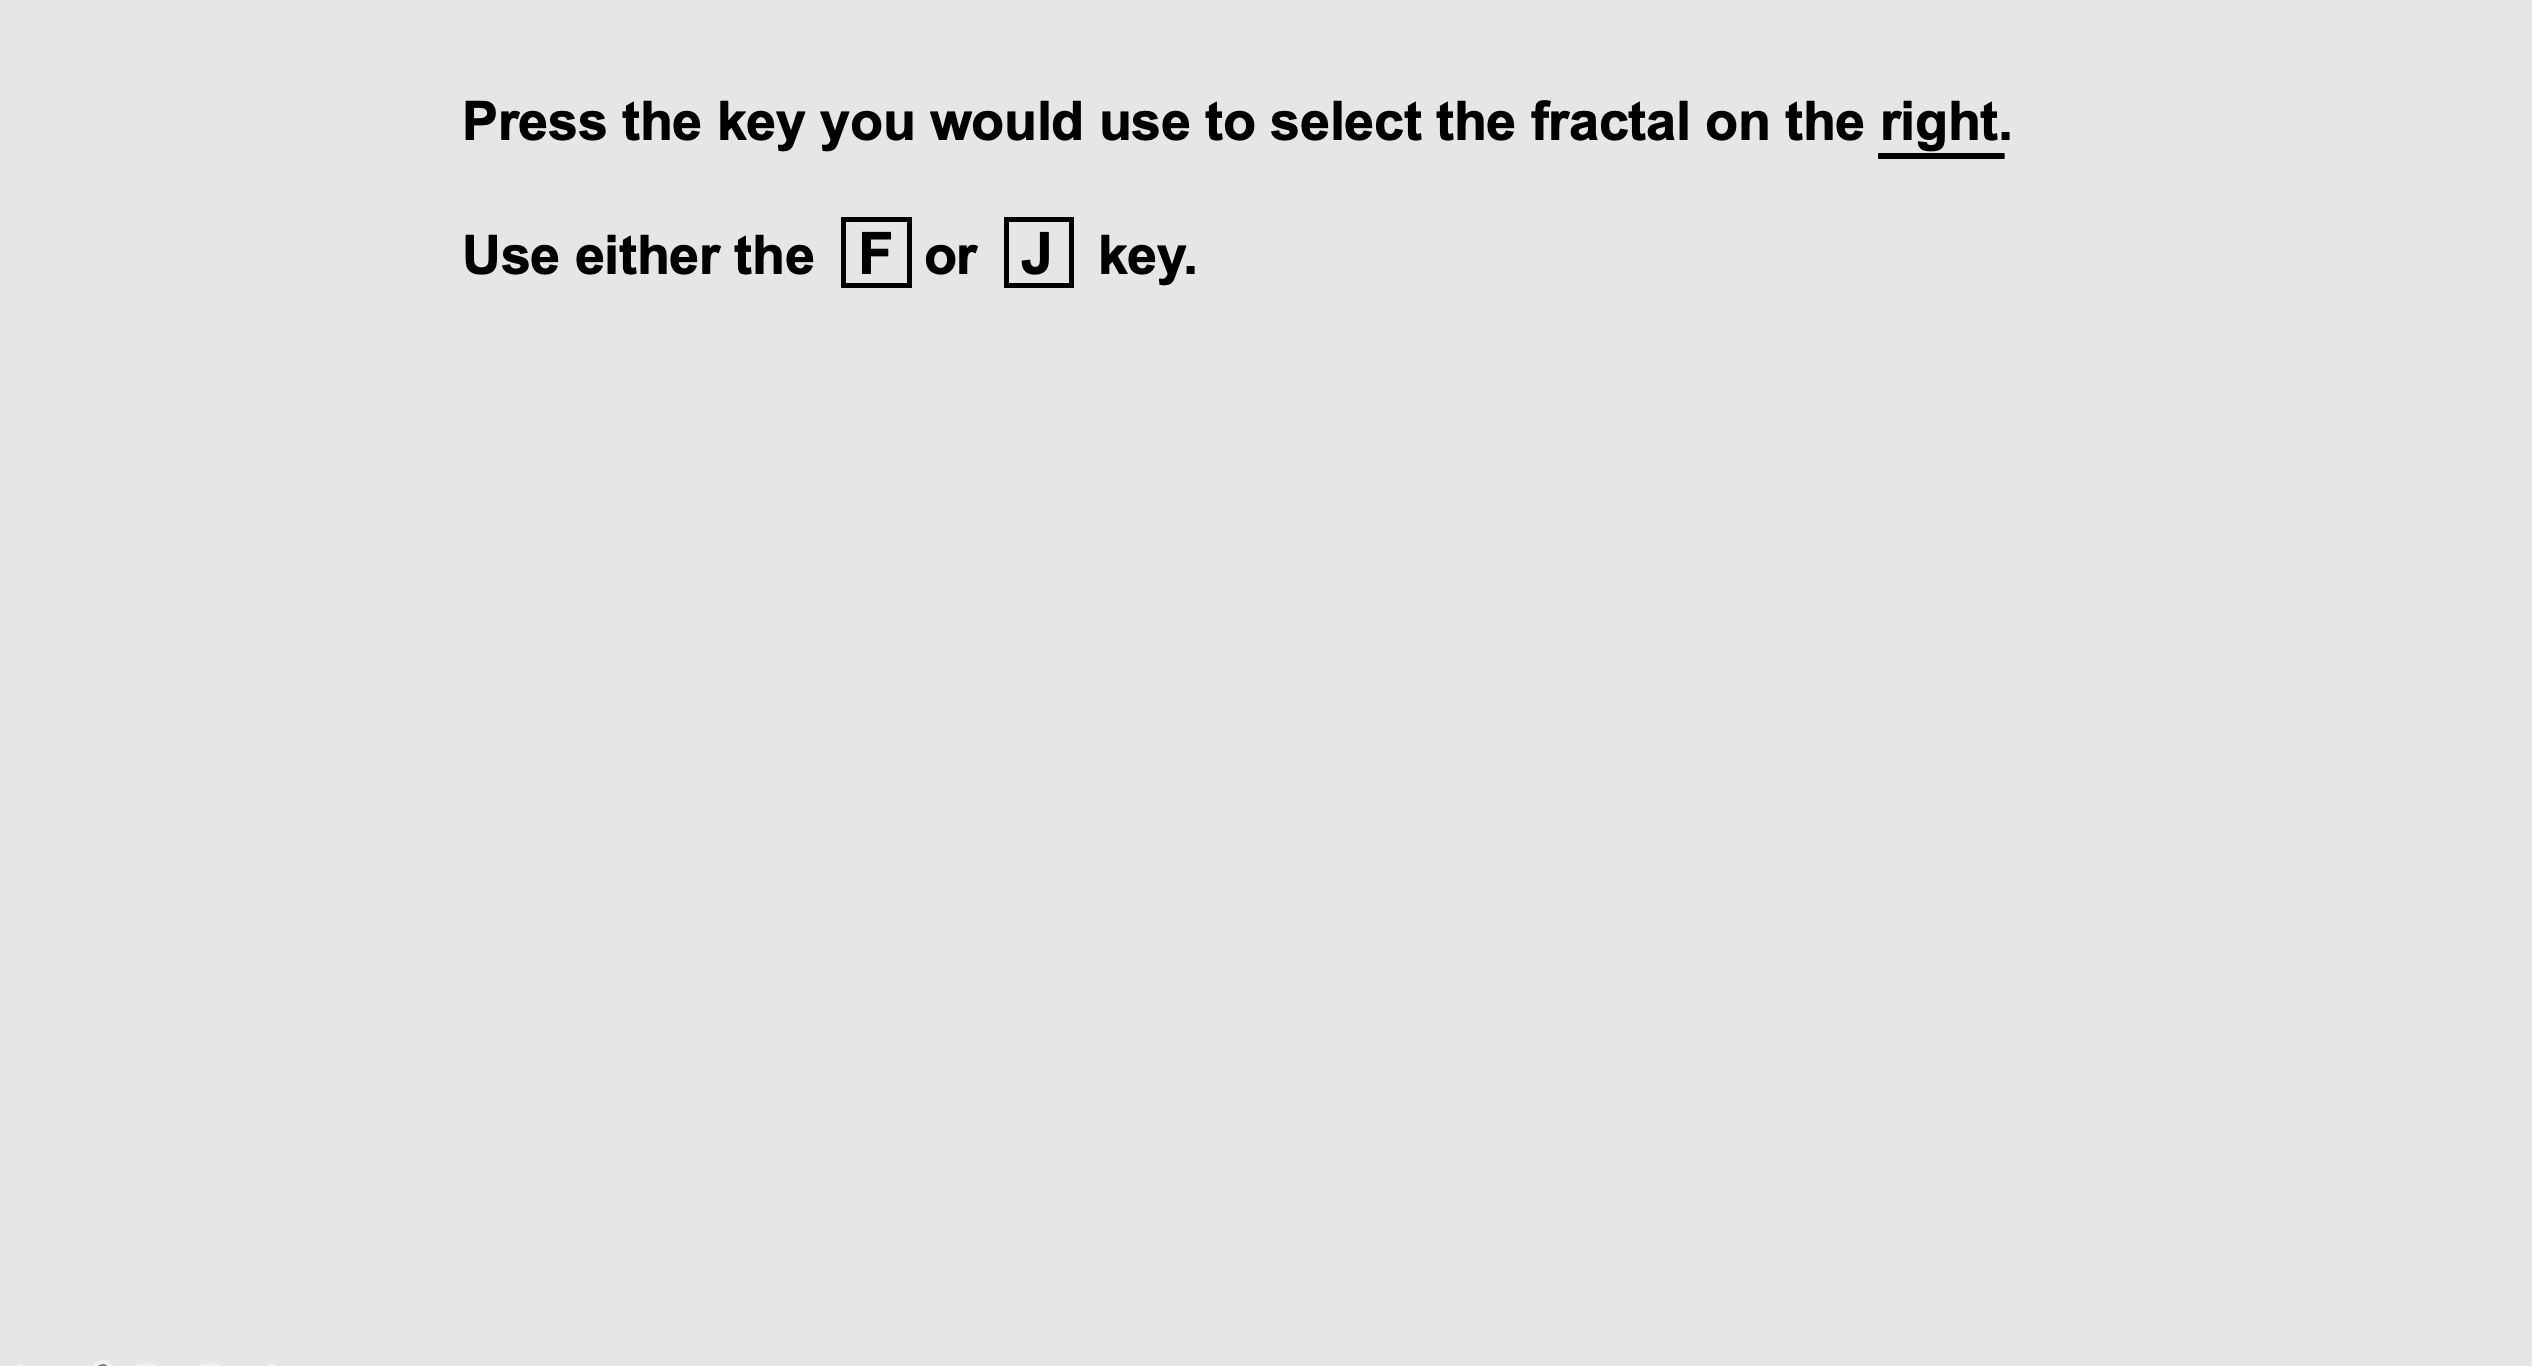 Press the key you would use to select the fractal on the right.
Use either the F or J key.